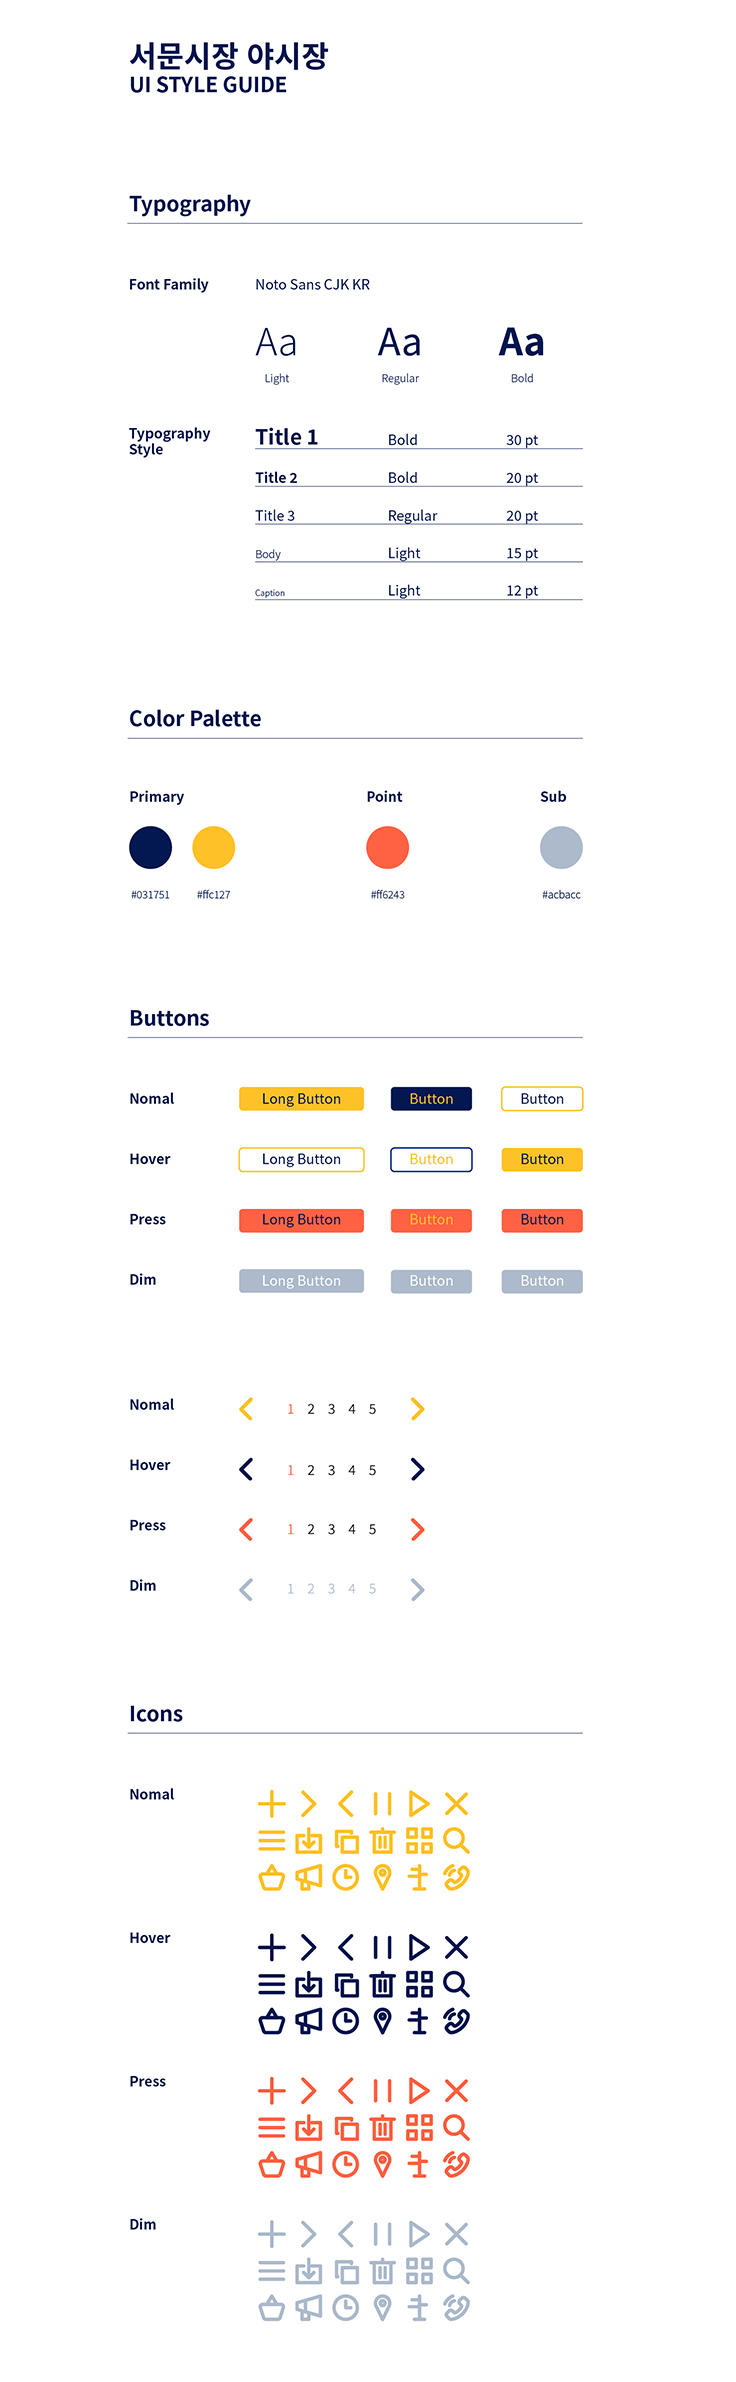 서문시장 야시장
UI STYLE GUIDE
Typography
Font Family
Noto Sans CJK KR
Aa Aa Aa
Light Regular Bold
Typography
Style
Title 1 Bold 30 pt
Title 2 Bold 20 pt
Title 3 Regular 20 pt
Body Light 15 pt
Caption Light 12 pt
Color Palette
Primary Point Sub
#031751 #ffc127 #ff6243 #acbacc
Buttons
Nomal Long Button Button Button
Hover Long Button Button Button
Press Long Button Button Button
Dim Long Button Button Button
Nomal 1 2 3 4 5
Hover 1 2 3 4 5
Press 1 2 3 4 5
Dim 1 2 3 4 5
Icons
Nomal
Hover
Press
Dim